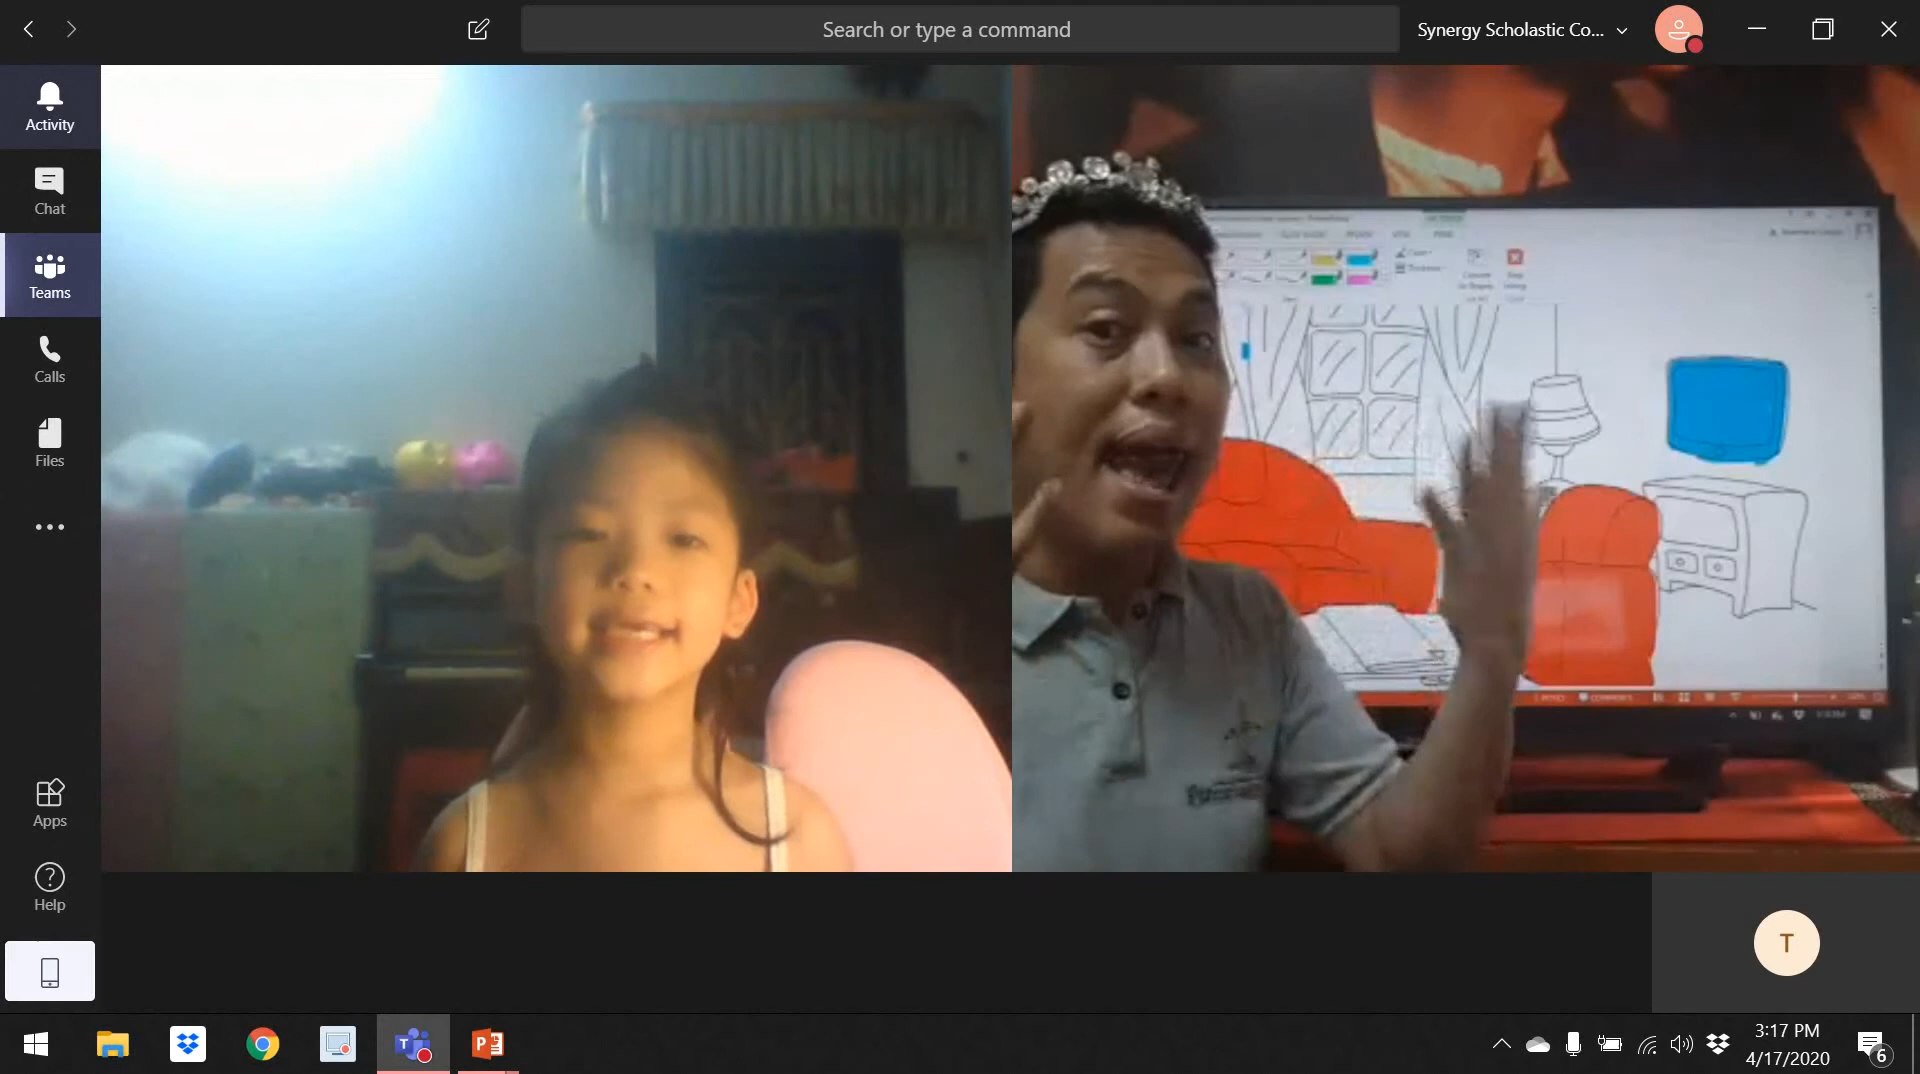 Search or type a command
Synergy Scholastic Co...
Activity
Chat
Teams
Calls
Files
Apps
Help
T
3:17 PM
4/17/2020
6